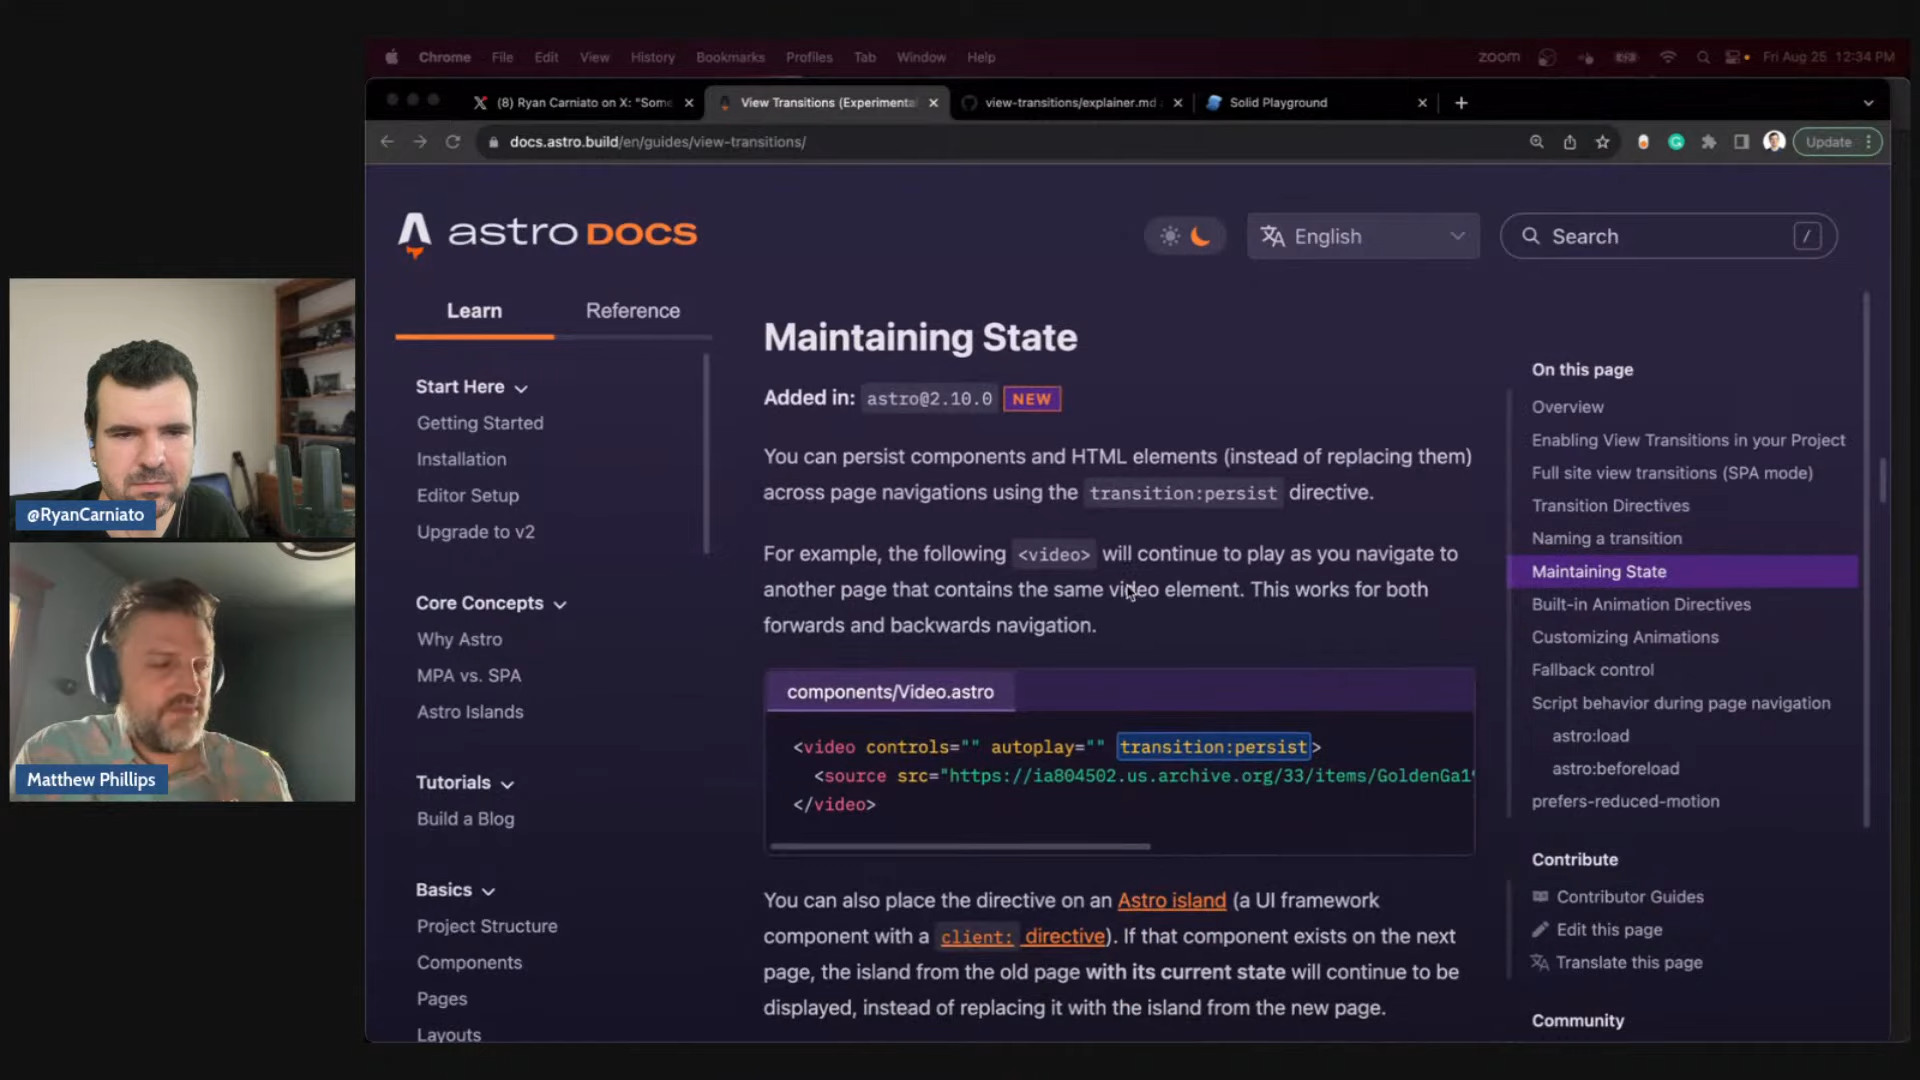 Chrome File Edit View History Bookmarks Profiles Tab Window Help
zoom Fri Aug 25 12:34 PM
(8) Ryan Carniato on X: "Some
View Transitions (Experimenta
view-transitions/explainer.md
Solid Playground
docs.astro.build/en/guides/view-transitions/
Update
astro DOCS
English
Search /
Learn
Reference
Start Here
Getting Started
Installation
Editor Setup
Upgrade to v2
Core Concepts
Why Astro
MPA vs. SPA
Astro Islands
Tutorials
Build a Blog
Basics
Project Structure
Components
Pages
Layouts
Maintaining State
Added in: astro@2.10.0 NEW
You can persist components and HTML elements (instead of replacing them)
across page navigations using the transition:persist directive.
For example, the following <video> will continue to play as you navigate to
another page that contains the same video element. This works for both
forwards and backwards navigation.
components/Video.astro
<video controls="" autoplay="" transition:persist>
<source src="https://ia804502.us.archive.org/33/items/GoldenGa1
</video>
You can also place the directive on an Astro island (a UI framework
component with a client: directive). If that component exists on the next
page, the island from the old page with its current state will continue to be
displayed, instead of replacing it with the island from the new page.
On this page
Overview
Enabling View Transitions in your Project
Full site view transitions (SPA mode)
Transition Directives
Naming a transition
Maintaining State
Built-in Animation Directives
Customizing Animations
Fallback control
Script behavior during page navigation
astro:load
astro:beforeload
prefers-reduced-motion
Contribute
Contributor Guides
Edit this page
Translate this page
Community
@RyanCarniato
Matthew Phillips